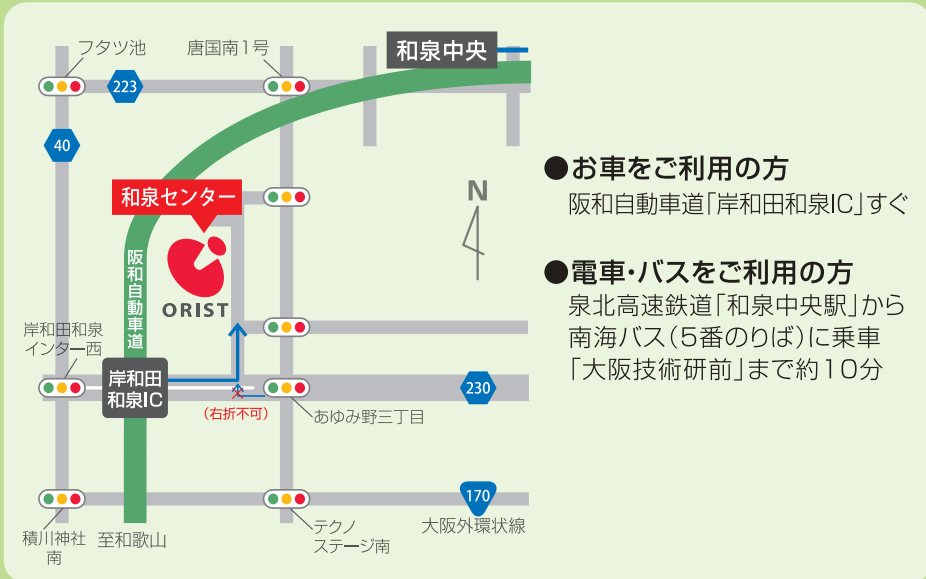 フタツ池
唐国南1号
和泉中央
223
40
和泉センター
N
阪和自動車道
ORIST
岸和田和泉
インター西
岸和田
和泉IC
(右折不可)
あゆみ野三丁目
230
170
積川神社
南
至和歌山
テクノ
ステージ南
大阪外環状線
●お車をご利用の方
阪和自動車道「岸和田和泉IC」すぐ
●電車・バスをご利用の方
泉北高速鉄道「和泉中央駅」から
南海バス(5番のりば)に乗車
「大阪技術研前」まで約10分